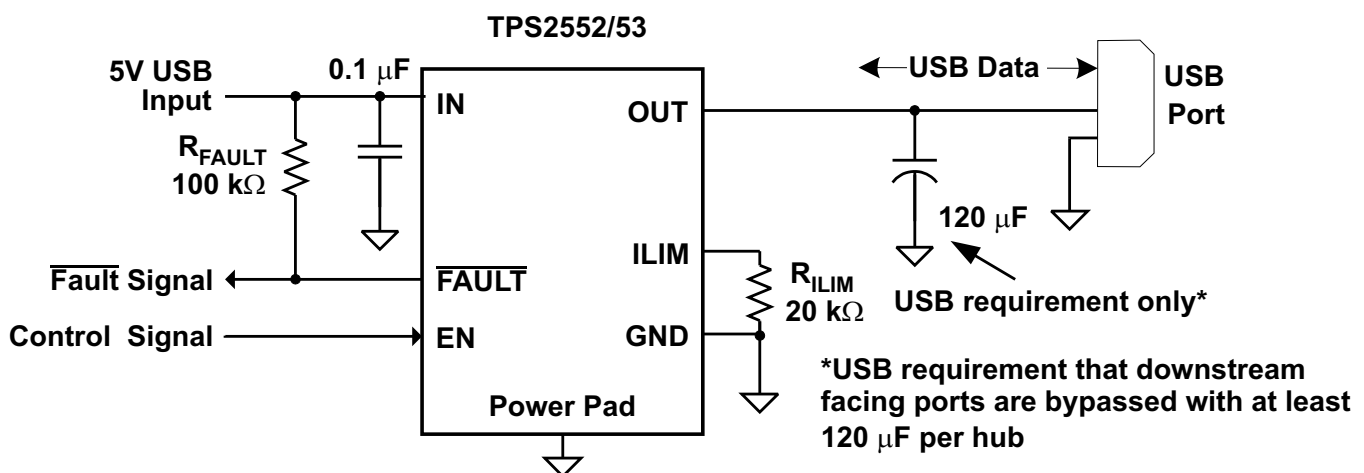 TPS2552/53
5V USB
Input
0.1 μF
IN
OUT
USB Data
USB
Port
R_FAULT
100 kΩ
120 μF
ILIM
R_ILIM
20 kΩ
USB requirement only*
Fault Signal
FAULT
Control Signal
EN
GND
*USB requirement that downstream
facing ports are bypassed with at least
120 μF per hub
Power Pad